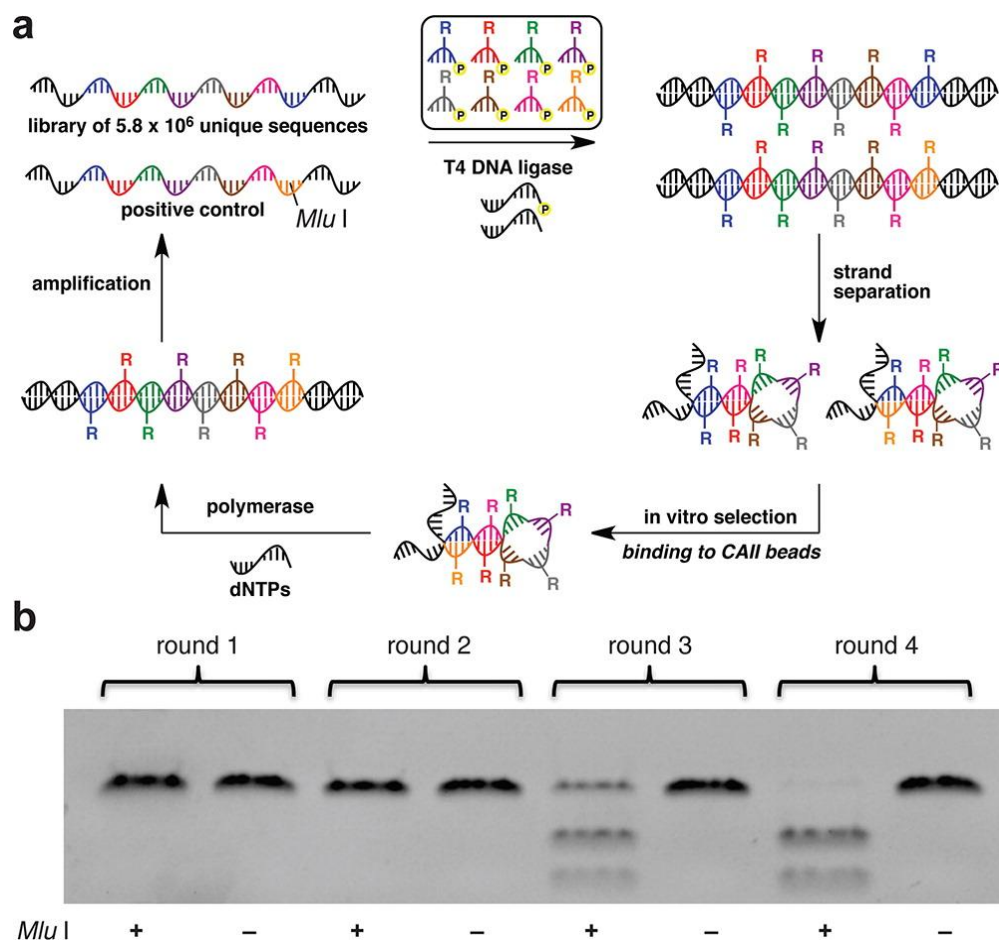 a
R R R R
P P P P
R R R R
P P P P
library of 5.8 x 10⁶ unique sequences
positive control
Mlu I
T4 DNA ligase
P
R R R R
R R R R
R R R R
R R R R
amplification
strand
separation
R R R R
R R R R
R R R R
R R R R
R R R R
R R R R
polymerase
dNTPs
R R R R
R R R R
in vitro selection
binding to CAII beads
b
round 1 round 2 round 3 round 4
Mlu I + – + – + – + –